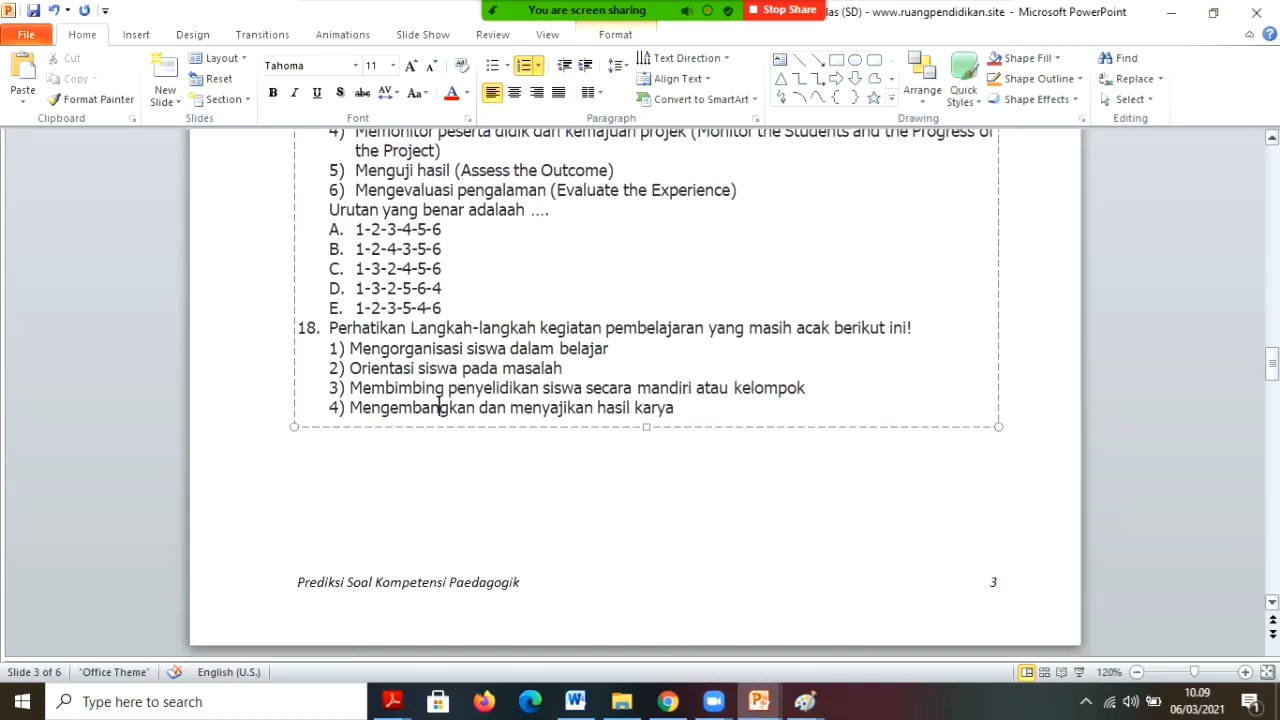 You are screen sharing
Stop Share
as (SD) - www.ruangpendidikan.site - Microsoft PowerPoint
File
Home
Insert
Design
Transitions
Animations
Slide Show
Review
View
Format
Paste
Cut
Copy
Format Painter
Clipboard
New Slide
Layout
Reset
Section
Slides
Tahoma
11
B I U S abc AV Aa A
Font
Text Direction
Align Text
Convert to SmartArt
Paragraph
Arrange
Quick Styles
Shape Fill
Shape Outline
Shape Effects
Drawing
Find
Replace
Select
Editing
4) Memonitor peserta didik dan kemajuan projek (Monitor the Students and the Progress of
the Project)
5) Menguji hasil (Assess the Outcome)
6) Mengevaluasi pengalaman (Evaluate the Experience)
Urutan yang benar adalaah ….
A. 1-2-3-4-5-6
B. 1-2-4-3-5-6
C. 1-3-2-4-5-6
D. 1-3-2-5-6-4
E. 1-2-3-5-4-6
18. Perhatikan Langkah-langkah kegiatan pembelajaran yang masih acak berikut ini!
1) Mengorganisasi siswa dalam belajar
2) Orientasi siswa pada masalah
3) Membimbing penyelidikan siswa secara mandiri atau kelompok
4) Mengembangkan dan menyajikan hasil karya
Prediksi Soal Kompetensi Paedagogik 3
Slide 3 of 6
"Office Theme"
English (U.S.)
120%
Type here to search
10.09
06/03/2021